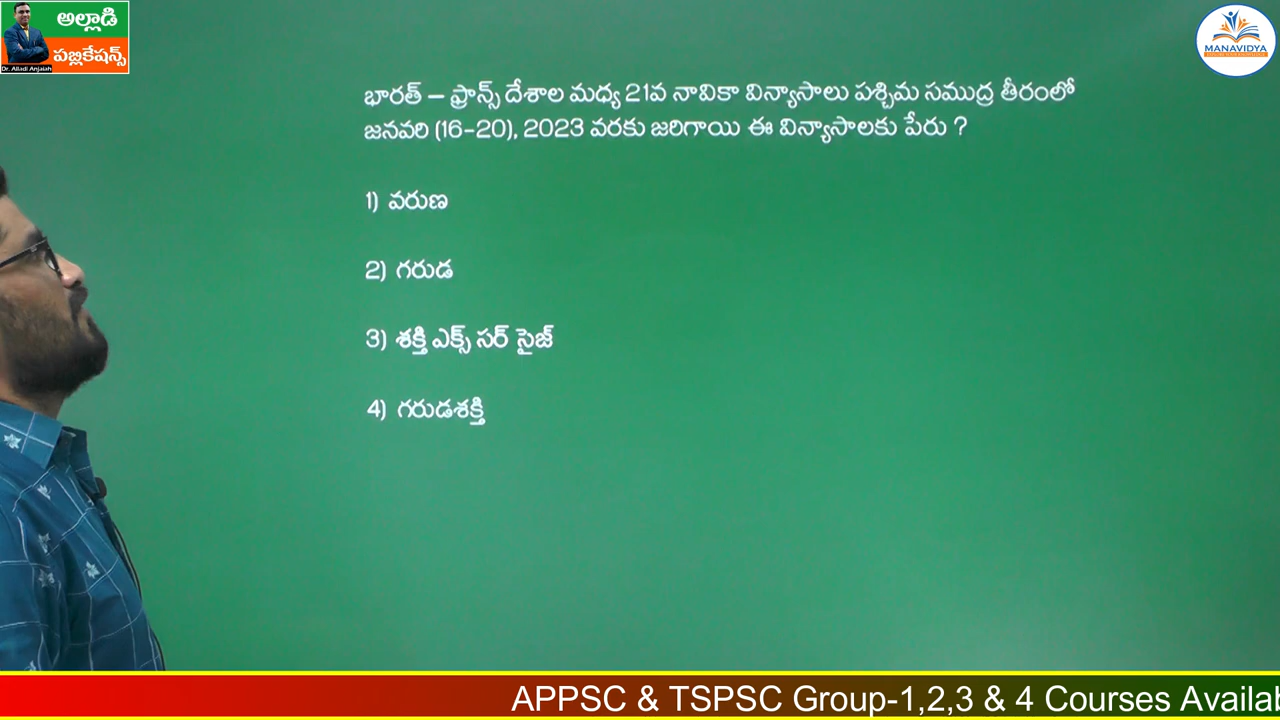 అల్లాడి
పబ్లికేషన్స్
Dr. Alladi Anjaiah
MANAVIDYA
భారత్ – ఫ్రాన్స్ దేశాల మధ్య 21వ నావికా విన్యాసాలు పశ్చిమ సముద్ర తీరంలో
జనవరి (16-20), 2023 వరకు జరిగాయి ఈ విన్యాసాలకు పేరు ?
1) వరుణ
2) గరుడ
3) శక్తి ఎక్స్ సర్ సైజ్
4) గరుడశక్తి
APPSC & TSPSC Group-1,2,3 & 4 Courses Availab